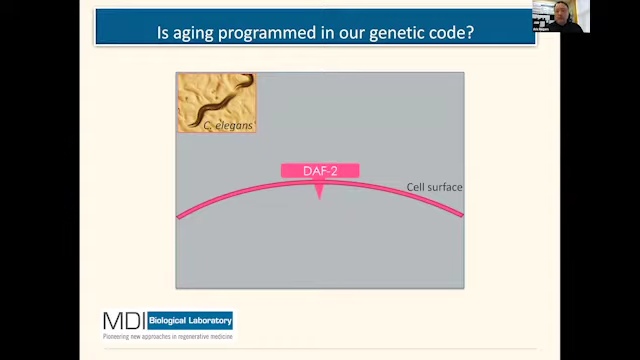 Is aging programmed in our genetic code?
C. elegans
DAF-2
Cell surface
MDI Biological Laboratory
Pioneering new approaches in regenerative medicine